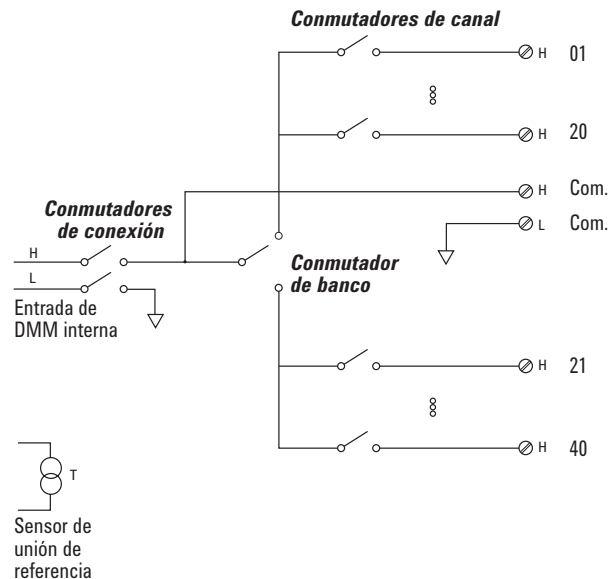 Conmutadores de canal
H 01
H 20
H Com.
L Com.
Conmutadores
de conexión
H
L
Entrada de
DMM interna
Conmutador
de banco
H 21
H 40
T
Sensor de
unión de
referencia